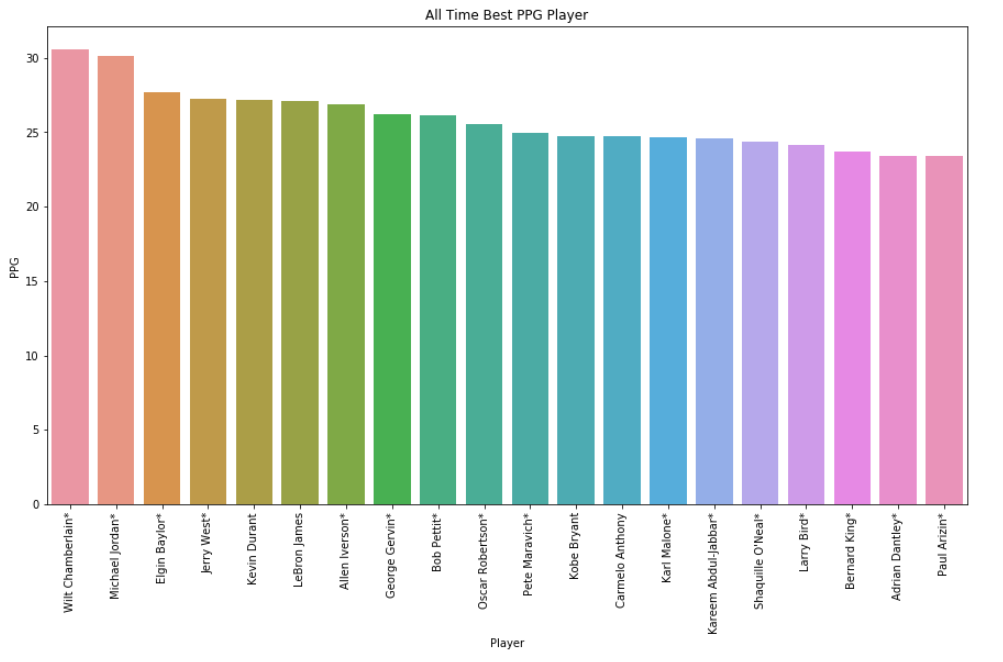 All Time Best PPG Player
PPG
30
25
20
15
10
5
0
Wilt Chamberlain*
Michael Jordan*
Elgin Baylor*
Jerry West*
Kevin Durant
LeBron James
Allen Iverson*
George Gervin*
Bob Pettit*
Oscar Robertson*
Pete Maravich*
Kobe Bryant
Carmelo Anthony
Karl Malone*
Kareem Abdul-Jabbar*
Shaquille O'Neal*
Larry Bird*
Bernard King*
Adrian Dantley*
Paul Arizin*
Player